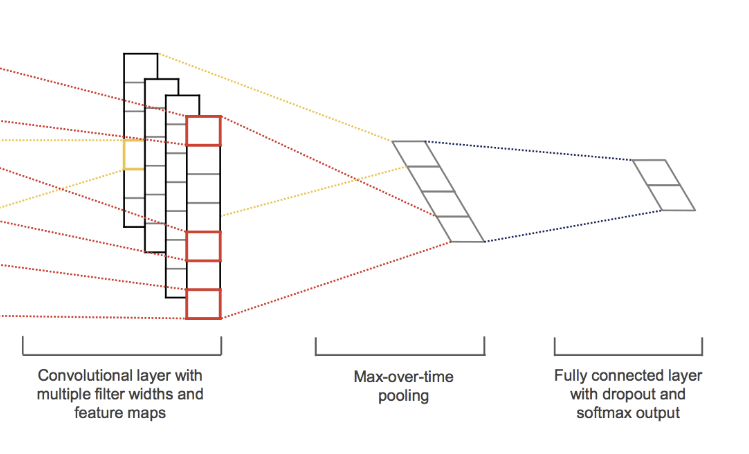 Convolutional layer with
multiple filter widths and
feature maps
Max-over-time
pooling
Fully connected layer
with dropout and
softmax output